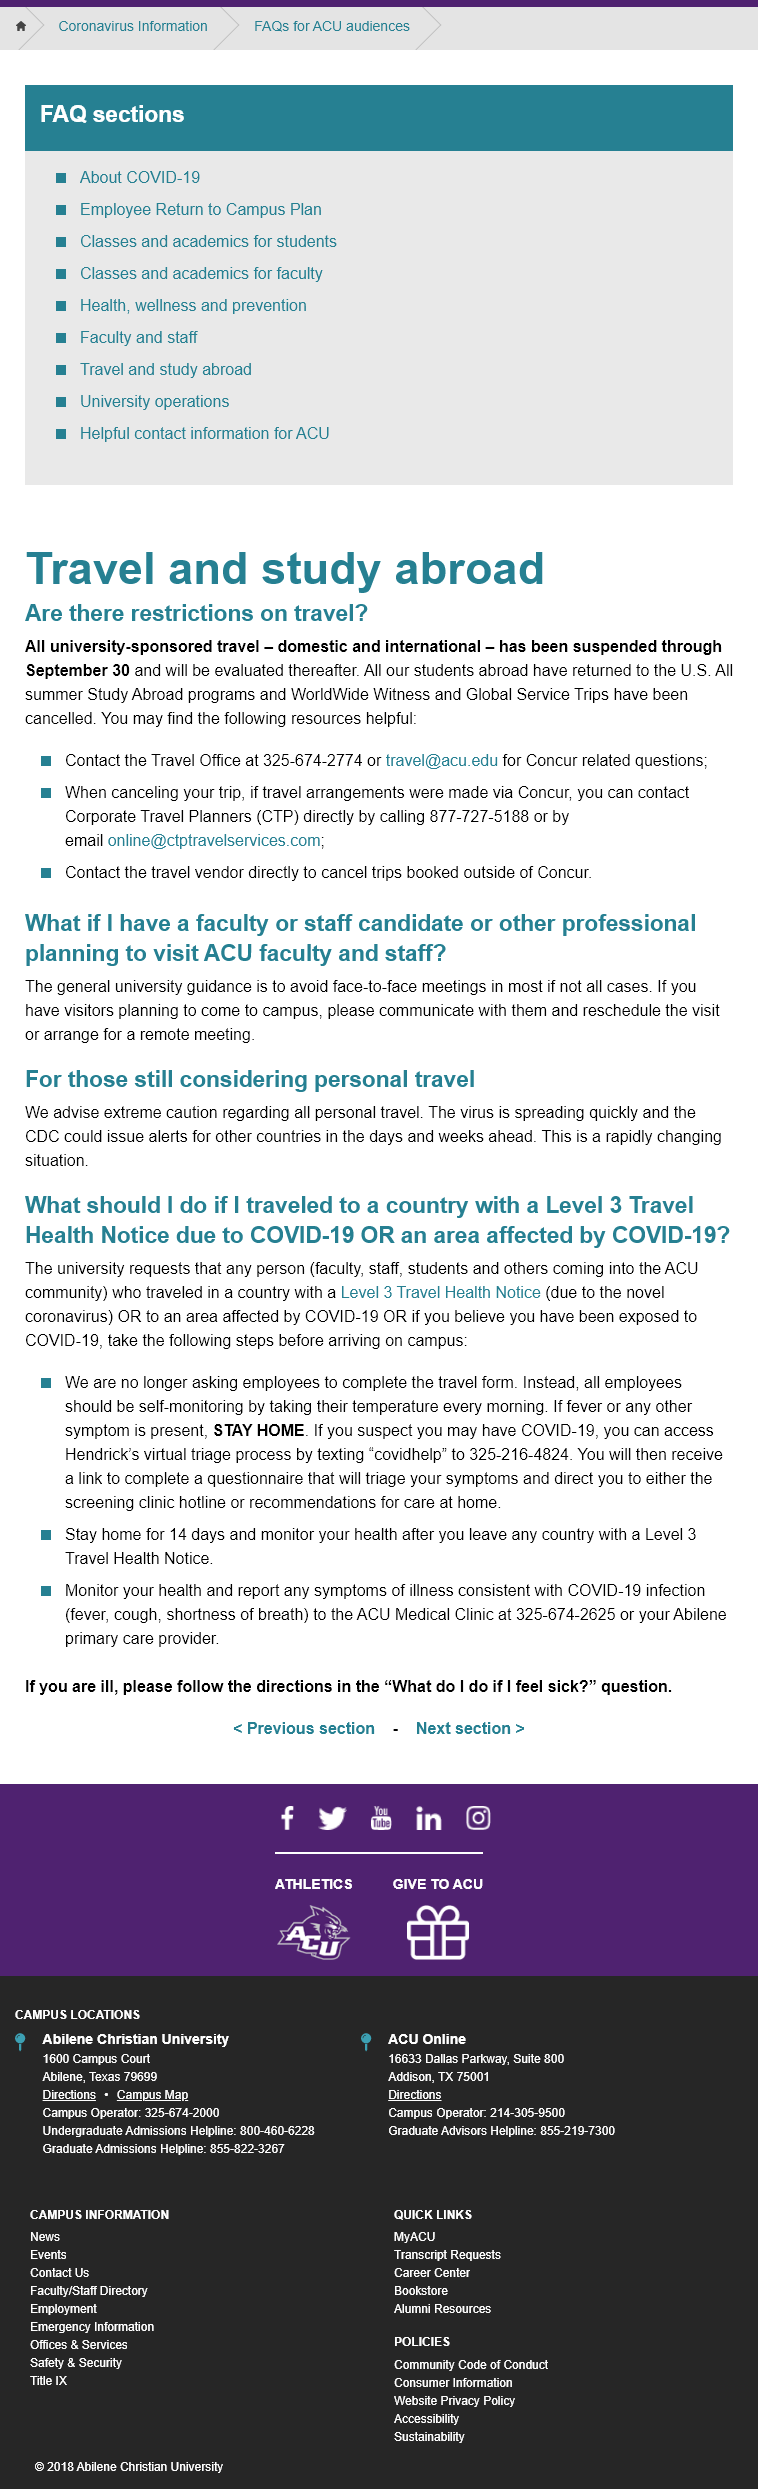 Coronavirus Information
FAQs for ACU audiences
FAQ sections
About COVID-19
Employee Return to Campus Plan
Classes and academics for students
Classes and academics for faculty
Health, wellness and prevention
Faculty and staff
Travel and study abroad
University operations
Helpful contact information for ACU
Travel and study abroad
Are there restrictions on travel?
All university-sponsored travel – domestic and international – has been suspended through
September 30 and will be evaluated thereafter. All our students abroad have returned to the U.S. All
summer Study Abroad programs and WorldWide Witness and Global Service Trips have been
cancelled. You may find the following resources helpful:
Contact the Travel Office at 325-674-2774 or travel@acu.edu for Concur related questions;
When canceling your trip, if travel arrangements were made via Concur, you can contact
Corporate Travel Planners (CTP) directly by calling 877-727-5188 or by
email online@ctptravelservices.com;
Contact the travel vendor directly to cancel trips booked outside of Concur.
What if I have a faculty or staff candidate or other professional
planning to visit ACU faculty and staff?
The general university guidance is to avoid face-to-face meetings in most if not all cases. If you
have visitors planning to come to campus, please communicate with them and reschedule the visit
or arrange for a remote meeting.
For those still considering personal travel
We advise extreme caution regarding all personal travel. The virus is spreading quickly and the
CDC could issue alerts for other countries in the days and weeks ahead. This is a rapidly changing
situation.
What should I do if I traveled to a country with a Level 3 Travel
Health Notice due to COVID-19 OR an area affected by COVID-19?
The university requests that any person (faculty, staff, students and others coming into the ACU
community) who traveled in a country with a Level 3 Travel Health Notice (due to the novel
coronavirus) OR to an area affected by COVID-19 OR if you believe you have been exposed to
COVID-19, take the following steps before arriving on campus:
We are no longer asking employees to complete the travel form. Instead, all employees
should be self-monitoring by taking their temperature every morning. If fever or any other
symptom is present, STAY HOME. If you suspect you may have COVID-19, you can access
Hendrick's virtual triage process by texting “covidhelp” to 325-216-4824. You will then receive
a link to complete a questionnaire that will triage your symptoms and direct you to either the
screening clinic hotline or recommendations for care at home.
Stay home for 14 days and monitor your health after you leave any country with a Level 3
Travel Health Notice.
Monitor your health and report any symptoms of illness consistent with COVID-19 infection
(fever, cough, shortness of breath) to the ACU Medical Clinic at 325-674-2625 or your Abilene
primary care provider.
If you are ill, please follow the directions in the “What do I do if I feel sick?” question.
< Previous section - Next section >
You
Tube
in
ATHLETICS
GIVE TO ACU
ACU
CAMPUS LOCATIONS
Abilene Christian University
1600 Campus Court
Abilene, Texas 79699
Directions • Campus Map
Campus Operator: 325-674-2000
Undergraduate Admissions Helpline: 800-460-6228
Graduate Admissions Helpline: 855-822-3267
ACU Online
16633 Dallas Parkway, Suite 800
Addison, TX 75001
Directions
Campus Operator: 214-305-9500
Graduate Advisors Helpline: 855-219-7300
CAMPUS INFORMATION
News
Events
Contact Us
Faculty/Staff Directory
Employment
Emergency Information
Offices & Services
Safety & Security
Title IX
QUICK LINKS
MyACU
Transcript Requests
Career Center
Bookstore
Alumni Resources
POLICIES
Community Code of Conduct
Consumer Information
Website Privacy Policy
Accessibility
Sustainability
© 2018 Abilene Christian University